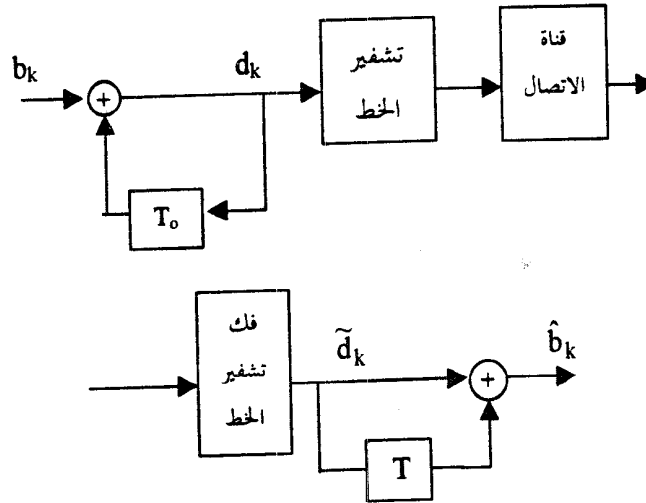 b_k
+
d_k
تشفير
الخط
قناة
الاتصال
T_o
فك
تشفير
الخط
d̃_k
+
b̂_k
T